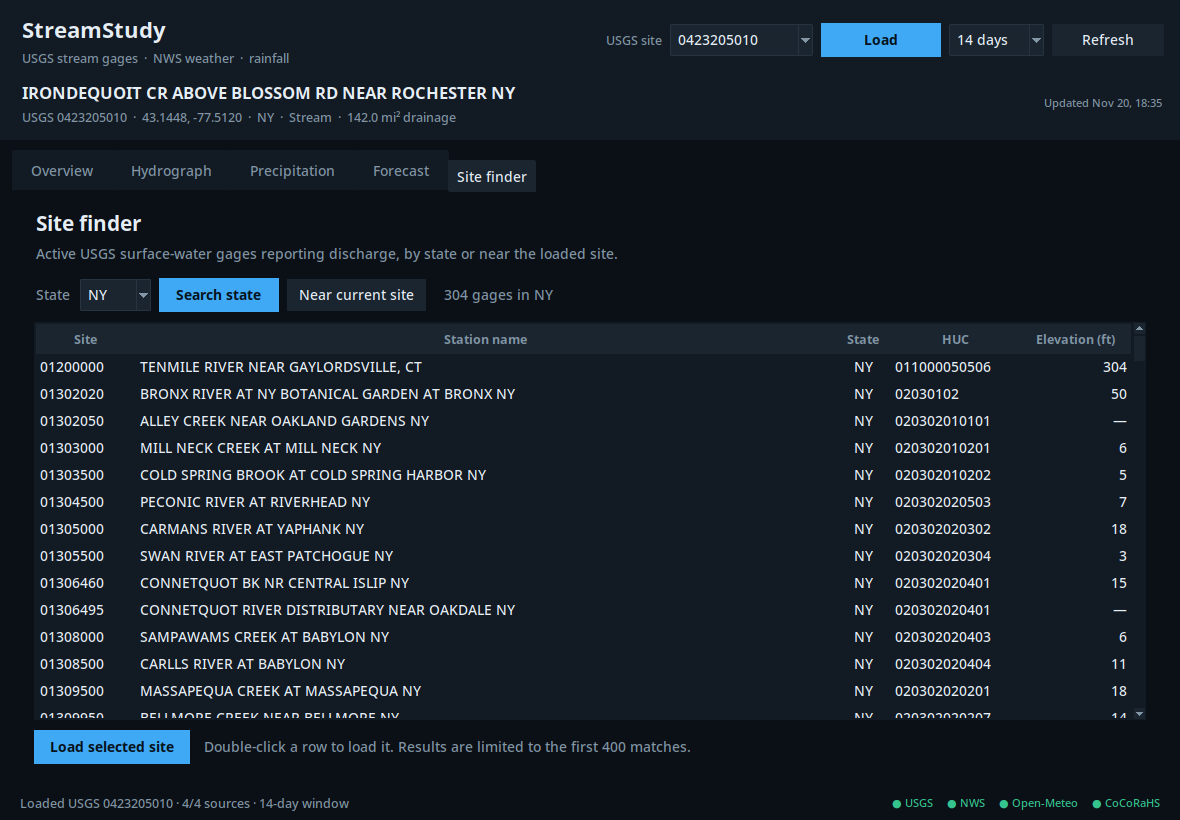 StreamStudy
USGS stream gages · NWS weather · rainfall
USGS site 0423205010 Load 14 days Refresh
IRONDEQUOIT CR ABOVE BLOSSOM RD NEAR ROCHESTER NY
USGS 0423205010 · 43.1448, -77.5120 · NY · Stream · 142.0 mi² drainage
Updated Nov 20, 18:35
Overview Hydrograph Precipitation Forecast Site finder
Site finder
Active USGS surface-water gages reporting discharge, by state or near the loaded site.
State NY Search state Near current site 304 gages in NY
Site Station name State HUC Elevation (ft)
01200000 TENMILE RIVER NEAR GAYLORDSVILLE, CT NY 011000050506 304
01302020 BRONX RIVER AT NY BOTANICAL GARDEN AT BRONX NY NY 02030102 50
01302050 ALLEY CREEK NEAR OAKLAND GARDENS NY NY 020302010101 —
01303000 MILL NECK CREEK AT MILL NECK NY NY 020302010201 6
01303500 COLD SPRING BROOK AT COLD SPRING HARBOR NY NY 020302010202 5
01304500 PECONIC RIVER AT RIVERHEAD NY NY 020302020503 7
01305000 CARMANS RIVER AT YAPHANK NY NY 020302020302 18
01305500 SWAN RIVER AT EAST PATCHOGUE NY NY 020302020304 3
01306460 CONNETQUOT BK NR CENTRAL ISLIP NY NY 020302020401 15
01306495 CONNETQUOT RIVER DISTRIBUTARY NEAR OAKDALE NY NY 020302020401 —
01308000 SAMPAWAMS CREEK AT BABYLON NY NY 020302020403 6
01308500 CARLLS RIVER AT BABYLON NY NY 020302020404 11
01309500 MASSAPEQUA CREEK AT MASSAPEQUA NY NY 020302020201 18
01309950 BELLMORE CREEK NEAR BELLMORE NY NY 020302020207 14
Load selected site Double-click a row to load it. Results are limited to the first 400 matches.
Loaded USGS 0423205010 · 4/4 sources · 14-day window
USGS NWS Open-Meteo CoCoRaHS